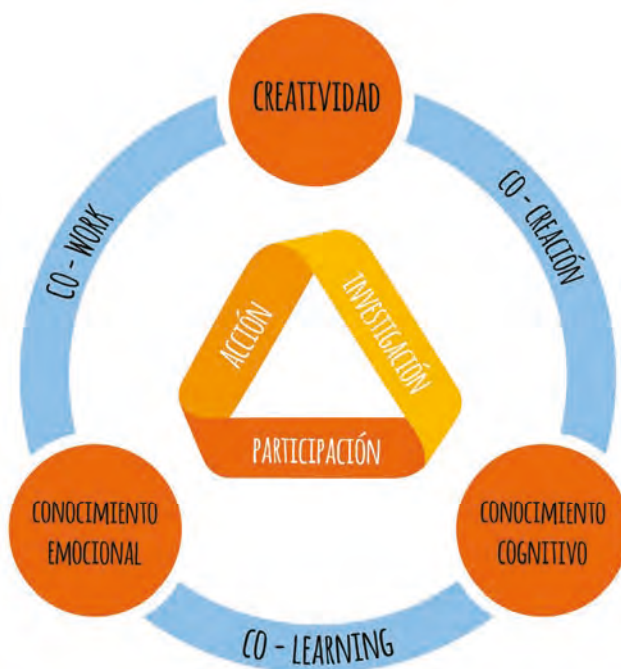 CREATIVIDAD
CO - WORK
CO - CREACIÓN
ACCIÓN
INVESTIGACIÓN
PARTICIPACIÓN
CONOCIMIENTO
EMOCIONAL
CONOCIMIENTO
COGNITIVO
CO - LEARNING